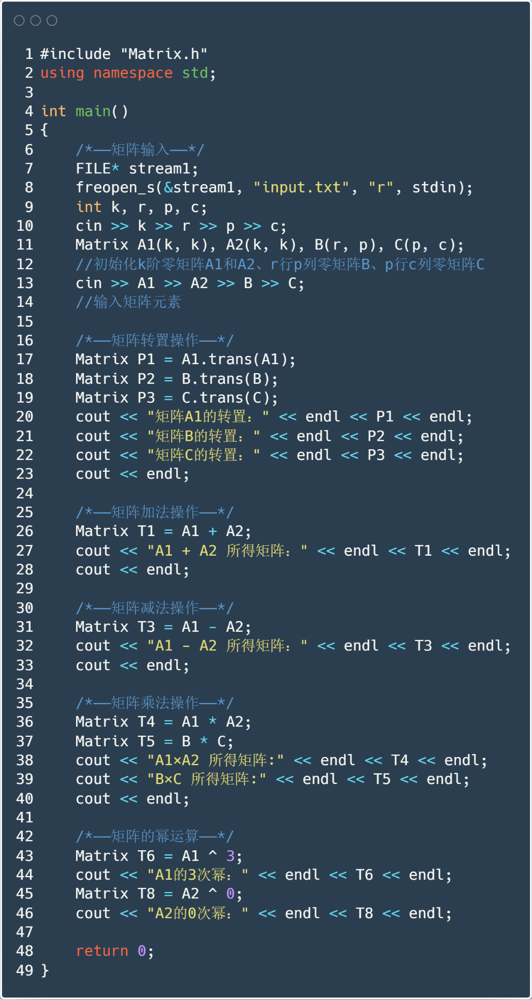 1 #include "Matrix.h"
2 using namespace std;
3
4 int main()
5 {
6     /*——矩阵输入——*/
7     FILE* stream1;
8     freopen_s(&stream1, "input.txt", "r", stdin);
9     int k, r, p, c;
10     cin >> k >> r >> p >> c;
11     Matrix A1(k, k), A2(k, k), B(r, p), C(p, c);
12     //初始化k阶零矩阵A1和A2、r行p列零矩阵B、p行c列零矩阵C
13     cin >> A1 >> A2 >> B >> C;
14     //输入矩阵元素
15
16     /*——矩阵转置操作——*/
17     Matrix P1 = A1.trans(A1);
18     Matrix P2 = B.trans(B);
19     Matrix P3 = C.trans(C);
20     cout << "矩阵A1的转置：" << endl << P1 << endl;
21     cout << "矩阵B的转置：" << endl << P2 << endl;
22     cout << "矩阵C的转置：" << endl << P3 << endl;
23     cout << endl;
24
25     /*——矩阵加法操作——*/
26     Matrix T1 = A1 + A2;
27     cout << "A1 + A2 所得矩阵：" << endl << T1 << endl;
28     cout << endl;
29
30     /*——矩阵减法操作——*/
31     Matrix T3 = A1 - A2;
32     cout << "A1 - A2 所得矩阵：" << endl << T3 << endl;
33     cout << endl;
34
35     /*——矩阵乘法操作——*/
36     Matrix T4 = A1 * A2;
37     Matrix T5 = B * C;
38     cout << "A1×A2 所得矩阵:" << endl << T4 << endl;
39     cout << "B×C 所得矩阵:" << endl << T5 << endl;
40     cout << endl;
41
42     /*——矩阵的幂运算——*/
43     Matrix T6 = A1 ^ 3;
44     cout << "A1的3次幂：" << endl << T6 << endl;
45     Matrix T8 = A2 ^ 0;
46     cout << "A2的0次幂：" << endl << T8 << endl;
47
48     return 0;
49 }